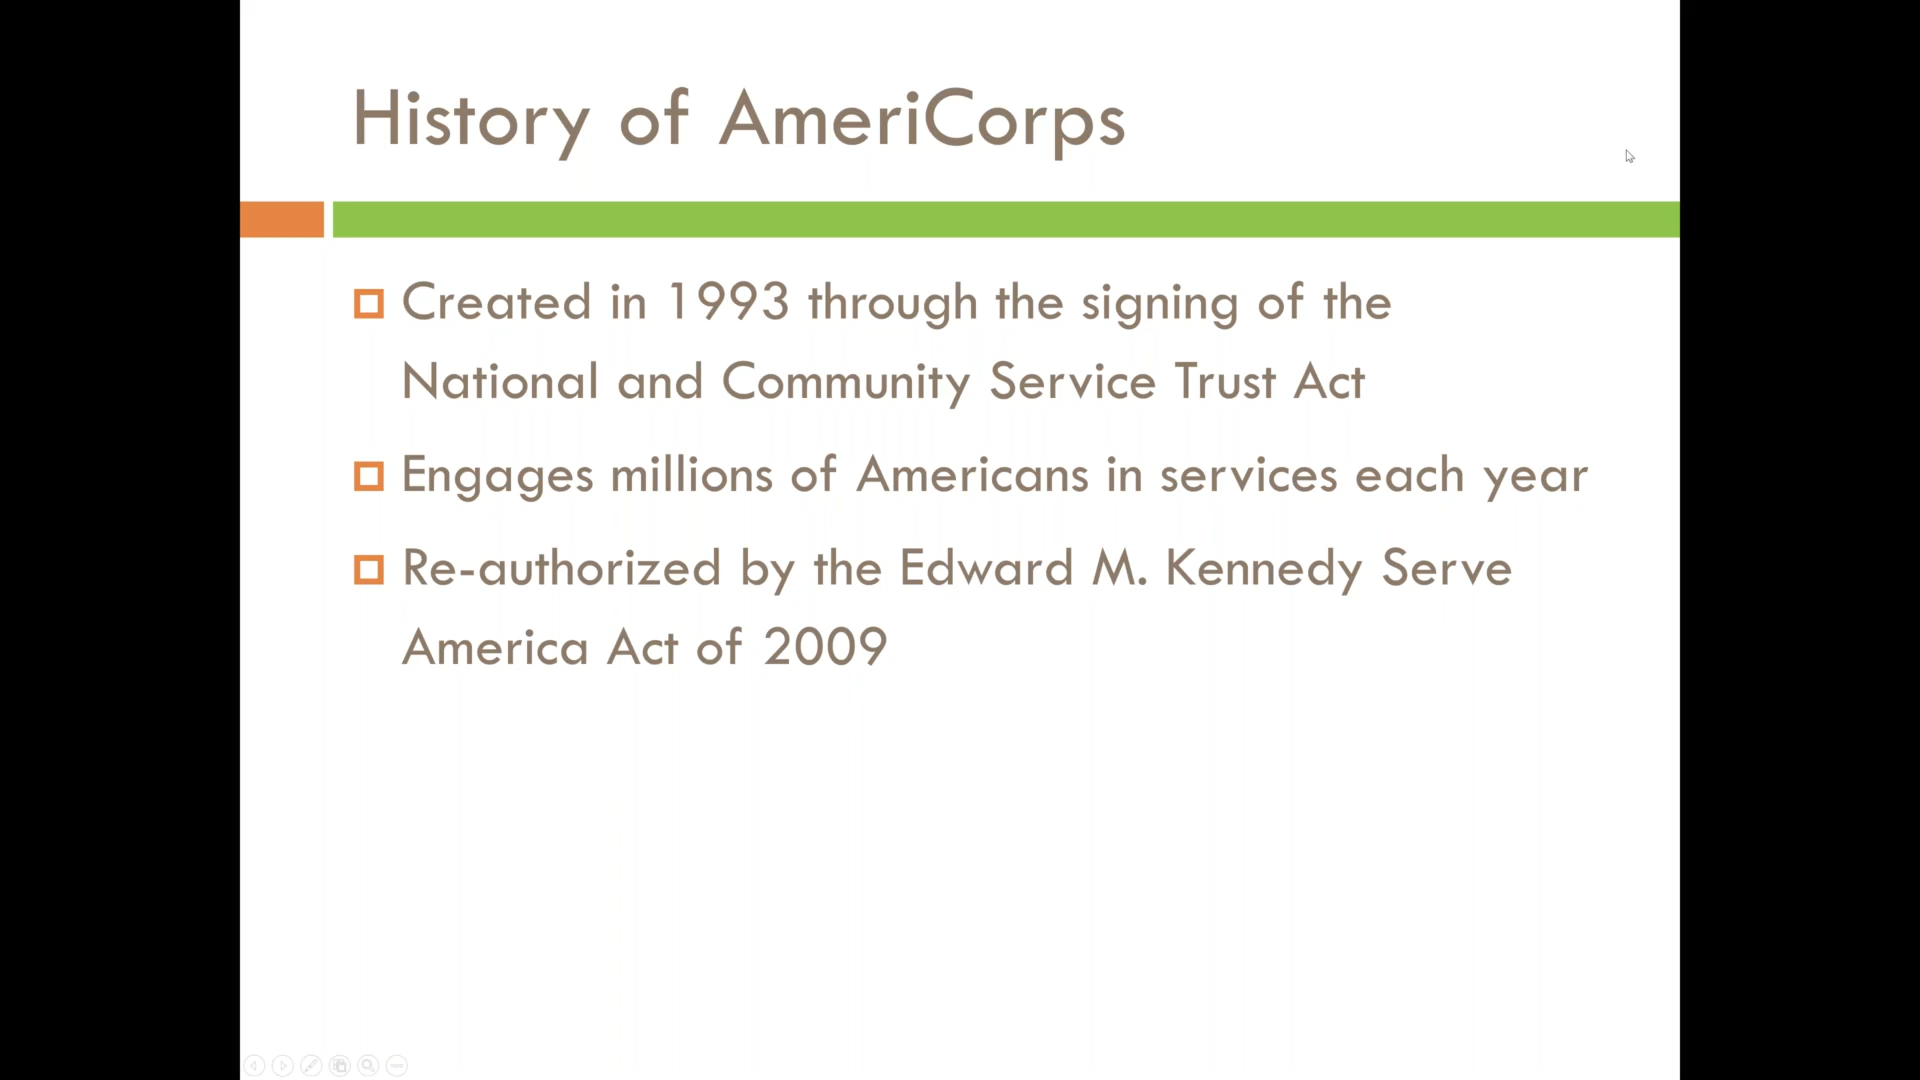 History of AmeriCorps
Created in 1993 through the signing of the
National and Community Service Trust Act
Engages millions of Americans in services each year
Re-authorized by the Edward M. Kennedy Serve
America Act of 2009